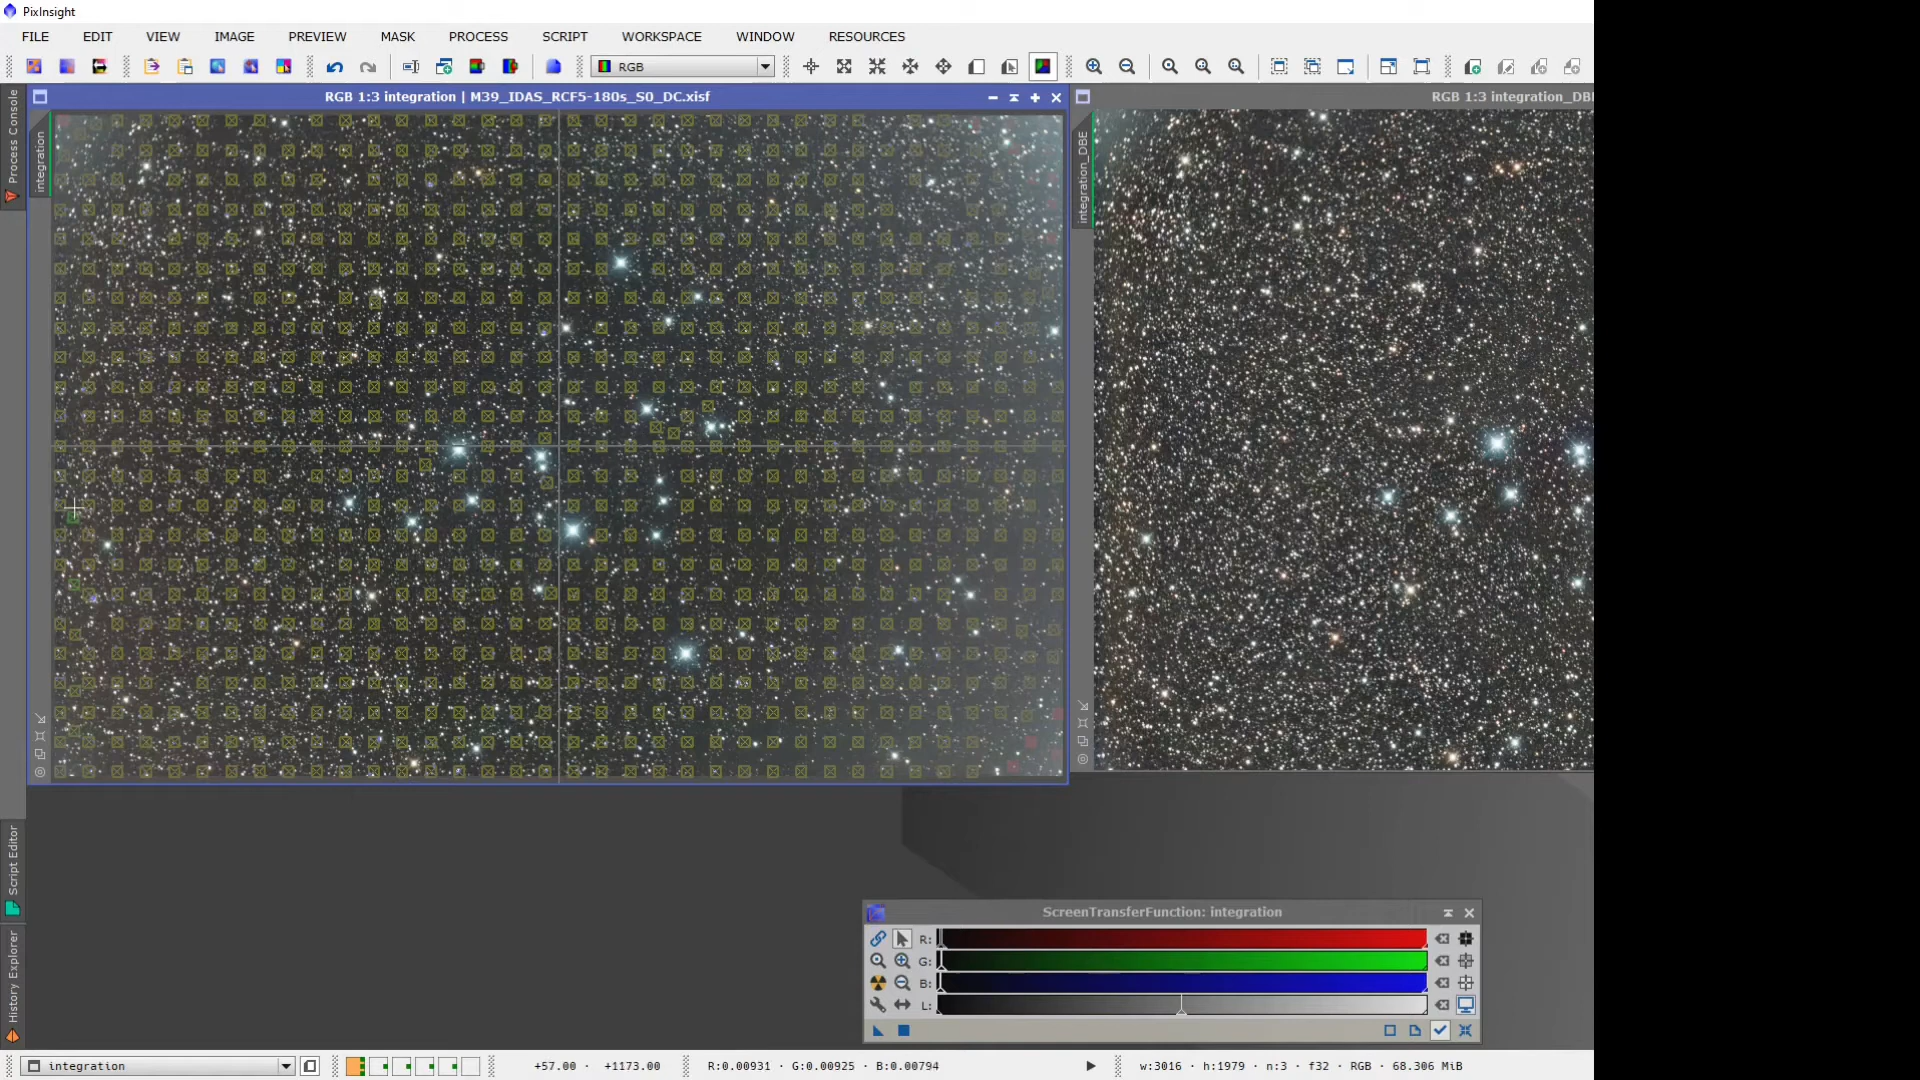 PixInsight
FILE EDIT VIEW IMAGE PREVIEW MASK PROCESS SCRIPT WORKSPACE WINDOW RESOURCES
RGB
RGB 1:3 integration | M39_IDAS_RCF5-180s_S0_DC.xisf
RGB 1:3 integration_DBE
Process Console
integration
integration_DBE
Script Editor
History Explorer
ScreenTransferFunction: integration
R:
G:
B:
L:
integration
+57.00 · +1173.00
R:0.00931 · G:0.00925 · B:0.00794
w:3016 · h:1979 · n:3 · f32 · RGB · 68.306 MiB